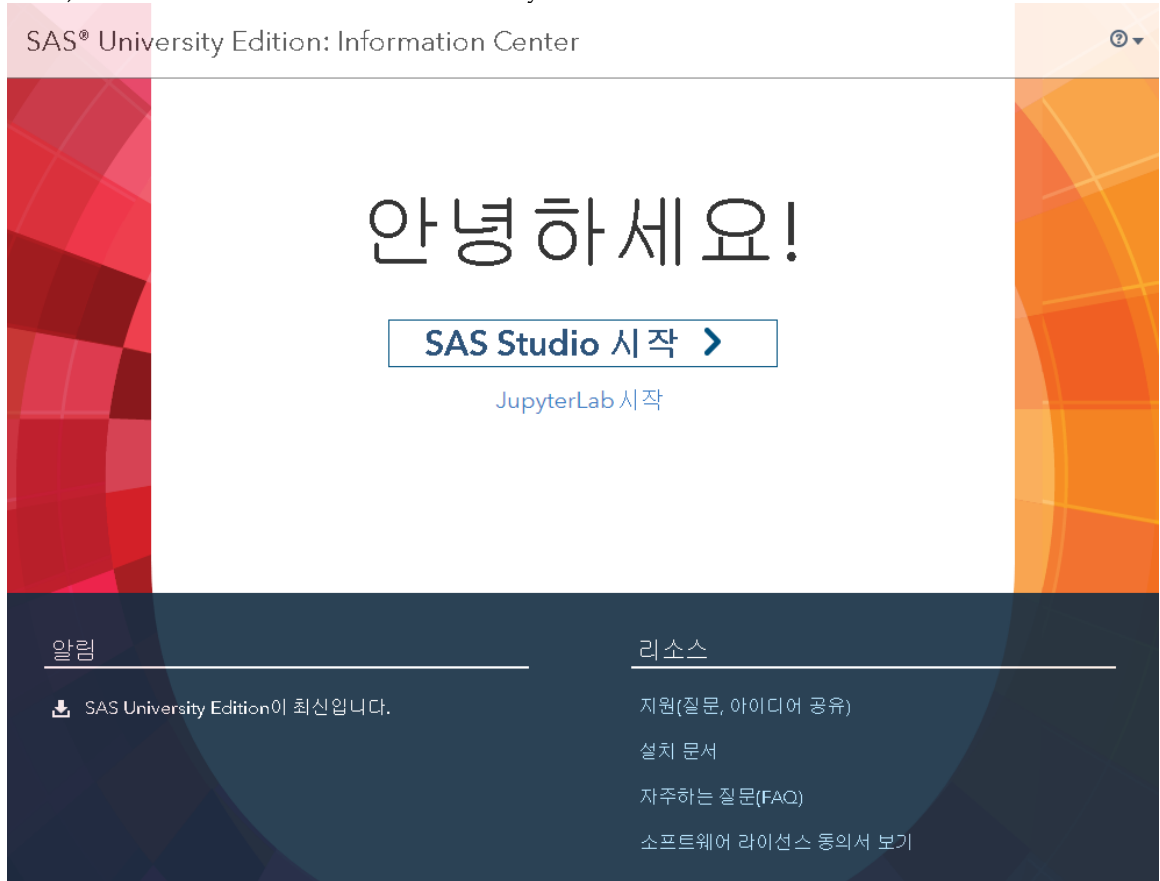 SAS® University Edition: Information Center
안녕하세요!
SAS Studio 시작
JupyterLab 시작
알림
SAS University Edition이 최신입니다.
리소스
지원(질문, 아이디어 공유)
설치 문서
자주하는 질문(FAQ)
소프트웨어 라이선스 동의서 보기